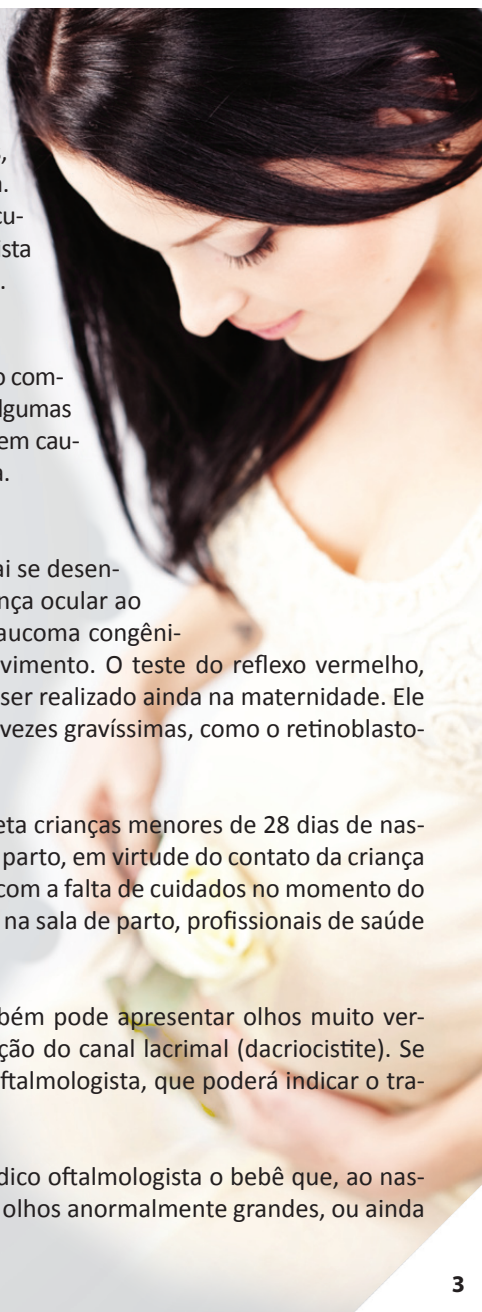 ,
.
cu-
ista
.
com-
lgumas
em cau-
.
ai se desen-
nça ocular ao
laucoma congêni-
vimento. O teste do reflexo vermelho,
ser realizado ainda na maternidade. Ele
vezes gravíssimas, como o retinoblasto-
eta crianças menores de 28 dias de nas-
parto, em virtude do contato da criança
com a falta de cuidados no momento do
na sala de parto, profissionais de saúde
bém pode apresentar olhos muito ver-
ção do canal lacrimal (dacriocistite). Se
oftalmologista, que poderá indicar o tra-
dico oftalmologista o bebê que, ao nas-
olhos anormalmente grandes, ou ainda
3